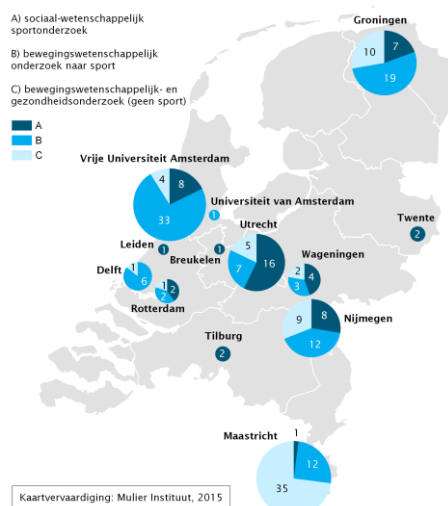 A) sociaal-wetenschappelijk
sportonderzoek
B) bewegingswetenschappelijk
onderzoek naar sport
C) bewegingswetenschappelijk- en
gezondheidsonderzoek (geen sport)
A
B
C
Groningen
10
7
19
Vrije Universiteit Amsterdam
4
8
33
Universiteit van Amsterdam
1
Twente
2
Leiden
1
Breukelen
1
Utrecht
5
16
7
Wageningen
2
4
3
Delft
1
6
Rotterdam
1
2
2
Nijmegen
9
8
12
Tilburg
2
Maastricht
1
12
35
Kaartvervaardiging: Mulier Instituut, 2015